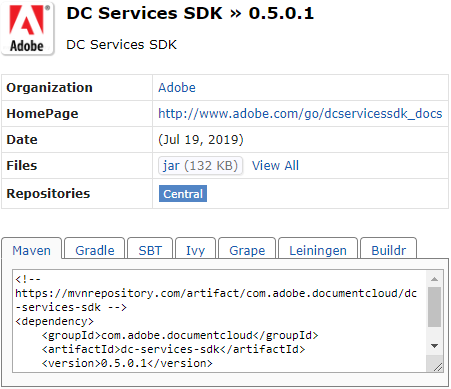 Adobe
DC Services SDK » 0.5.0.1
DC Services SDK
Organization Adobe
HomePage http://www.adobe.com/go/dcservicessdk_docs
Date (Jul 19, 2019)
Files jar (132 KB) View All
Repositories Central
Maven Gradle SBT Ivy Grape Leiningen Buildr
<!--
https://mvnrepository.com/artifact/com.adobe.documentcloud/dc
-services-sdk -->
<dependency>
    <groupId>com.adobe.documentcloud</groupId>
    <artifactId>dc-services-sdk</artifactId>
    <version>0.5.0.1</version>